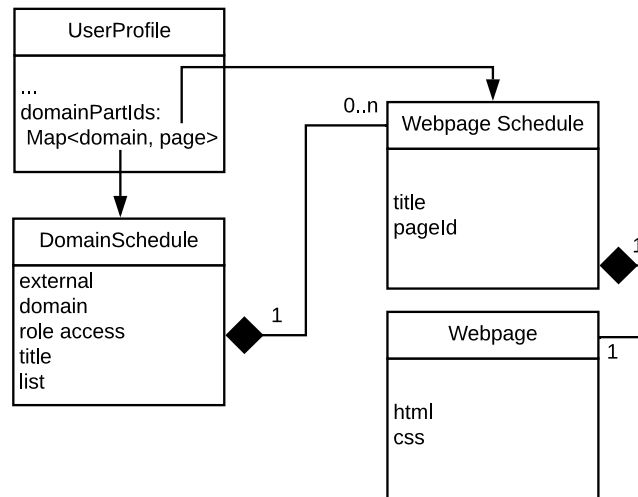 UserProfile
...
domainPartIds:
Map<domain, page>
0..n
Webpage Schedule
title
pageId
1
DomainSchedule
external
domain
role access
title
list
1
Webpage
1
html
css